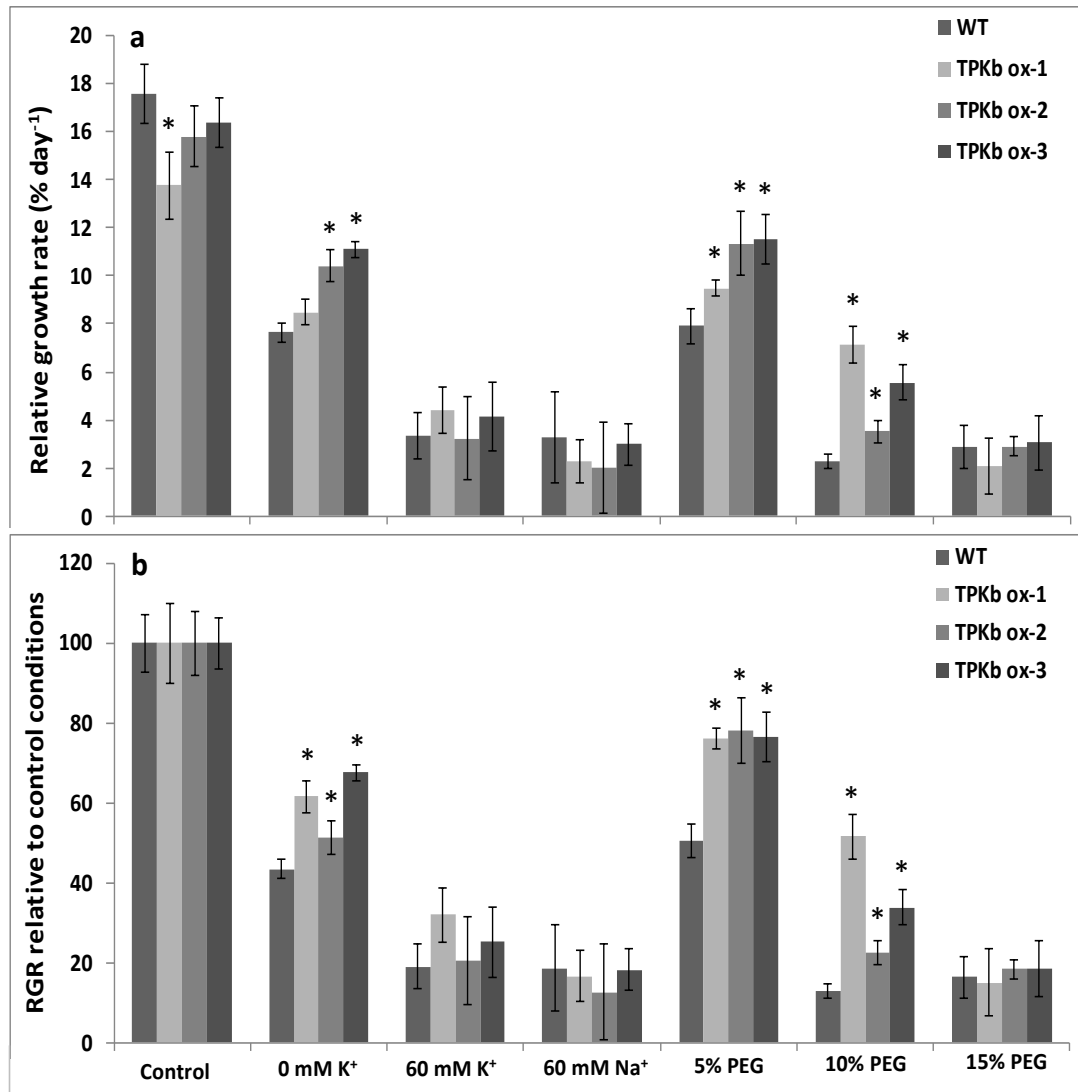 a
Relative growth rate (% day⁻¹)
20
18
16
14
12
10
8
6
4
2
0
WT
TPKb ox-1
TPKb ox-2
TPKb ox-3
*
* *
* * *
* * *
b
RGR relative to control conditions
120
100
80
60
40
20
0
WT
TPKb ox-1
TPKb ox-2
TPKb ox-3
* * *
* * *
* * *
Control 0 mM K⁺ 60 mM K⁺ 60 mM Na⁺ 5% PEG 10% PEG 15% PEG